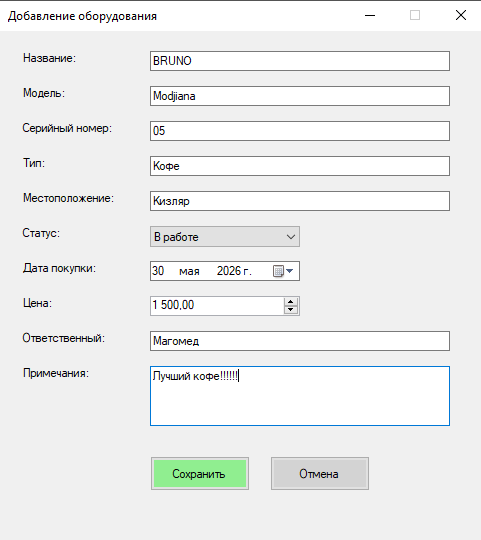 Добавление оборудования
Название: BRUNO
Модель: Modjiana
Серийный номер: 05
Тип: Кофе
Местоположение: Кизляр
Статус: В работе
Дата покупки: 30 мая 2026 г.
Цена: 1 500,00
Ответственный: Магомед
Примечания: Лучший кофе!!!!!!
Сохранить Отмена